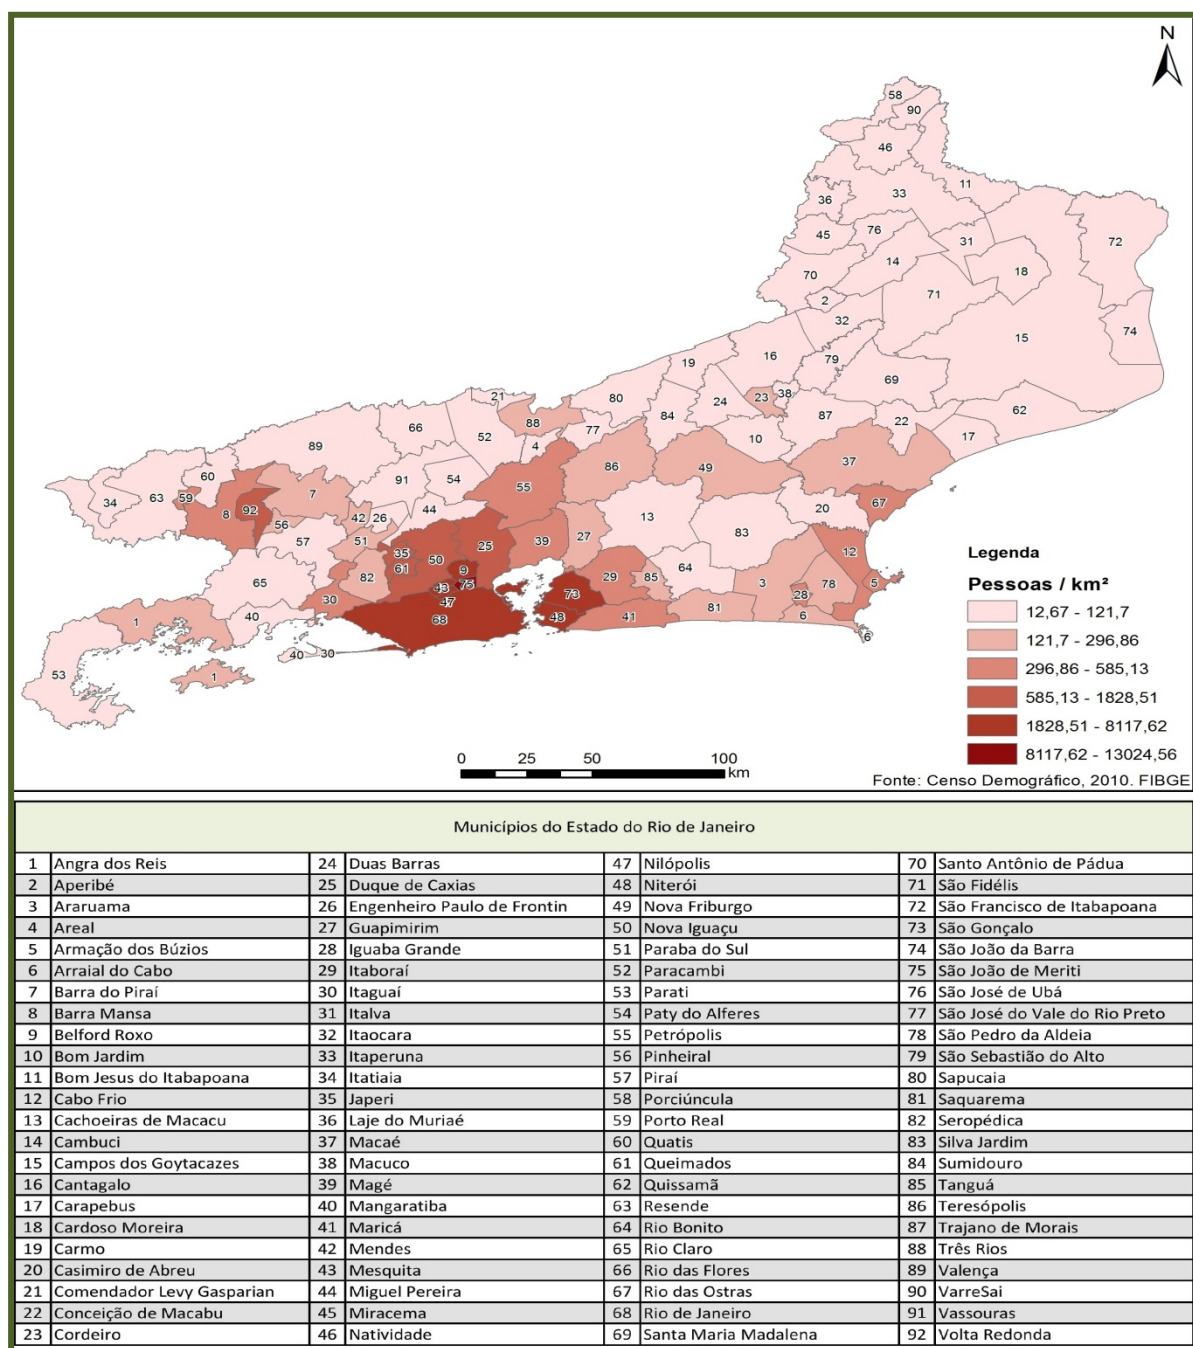 N
58
90
46
11
33
36
72
45
76
31
14
18
70
71
2
32
15
74
16
79
19
69
21
80
23
38
24
62
66
88
84
87
22
52
77
17
89
4
10
86
49
37
60
91
54
55
34
63
59
7
67
8
92
44
20
56
42
26
13
57
51
25
39
27
83
35
50
12
61
9
82
64
65
29
85
3
5
43
75
78
30
73
28
47
81
40
48
41
6
1
68
6
40
30
53
1
Legenda
Pessoas / km²
12,67 - 121,7
121,7 - 296,86
296,86 - 585,13
585,13 - 1828,51
1828,51 - 8117,62
8117,62 - 13024,56
0 25 50 100
km
Fonte: Censo Demográfico, 2010. FIBGE
Municípios do Estado do Rio de Janeiro
1 Angra dos Reis 24 Duas Barras 47 Nilópolis 70 Santo Antônio de Pádua
2 Aperibé 25 Duque de Caxias 48 Niterói 71 São Fidélis
3 Araruama 26 Engenheiro Paulo de Frontin 49 Nova Friburgo 72 São Francisco de Itabapoana
4 Areal 27 Guapimirim 50 Nova Iguaçu 73 São Gonçalo
5 Armação dos Búzios 28 Iguaba Grande 51 Paraba do Sul 74 São João da Barra
6 Arraial do Cabo 29 Itaboraí 52 Paracambi 75 São João de Meriti
7 Barra do Piraí 30 Itaguaí 53 Parati 76 São José de Ubá
8 Barra Mansa 31 Italva 54 Paty do Alferes 77 São José do Vale do Rio Preto
9 Belford Roxo 32 Itaocara 55 Petrópolis 78 São Pedro da Aldeia
10 Bom Jardim 33 Itaperuna 56 Pinheiral 79 São Sebastião do Alto
11 Bom Jesus do Itabapoana 34 Itatiaia 57 Piraí 80 Sapucaia
12 Cabo Frio 35 Japeri 58 Porciúncula 81 Saquarema
13 Cachoeiras de Macacu 36 Laje do Muriaé 59 Porto Real 82 Seropédica
14 Cambuci 37 Macaé 60 Quatis 83 Silva Jardim
15 Campos dos Goytacazes 38 Macuco 61 Queimados 84 Sumidouro
16 Cantagalo 39 Magé 62 Quissamã 85 Tanguá
17 Carapebus 40 Mangaratiba 63 Resende 86 Teresópolis
18 Cardoso Moreira 41 Maricá 64 Rio Bonito 87 Trajano de Morais
19 Carmo 42 Mendes 65 Rio Claro 88 Três Rios
20 Casimiro de Abreu 43 Mesquita 66 Rio das Flores 89 Valença
21 Comendador Levy Gasparian 44 Miguel Pereira 67 Rio das Ostras 90 VarreSai
22 Conceição de Macabu 45 Miracema 68 Rio de Janeiro 91 Vassouras
23 Cordeiro 46 Natividade 69 Santa Maria Madalena 92 Volta Redonda